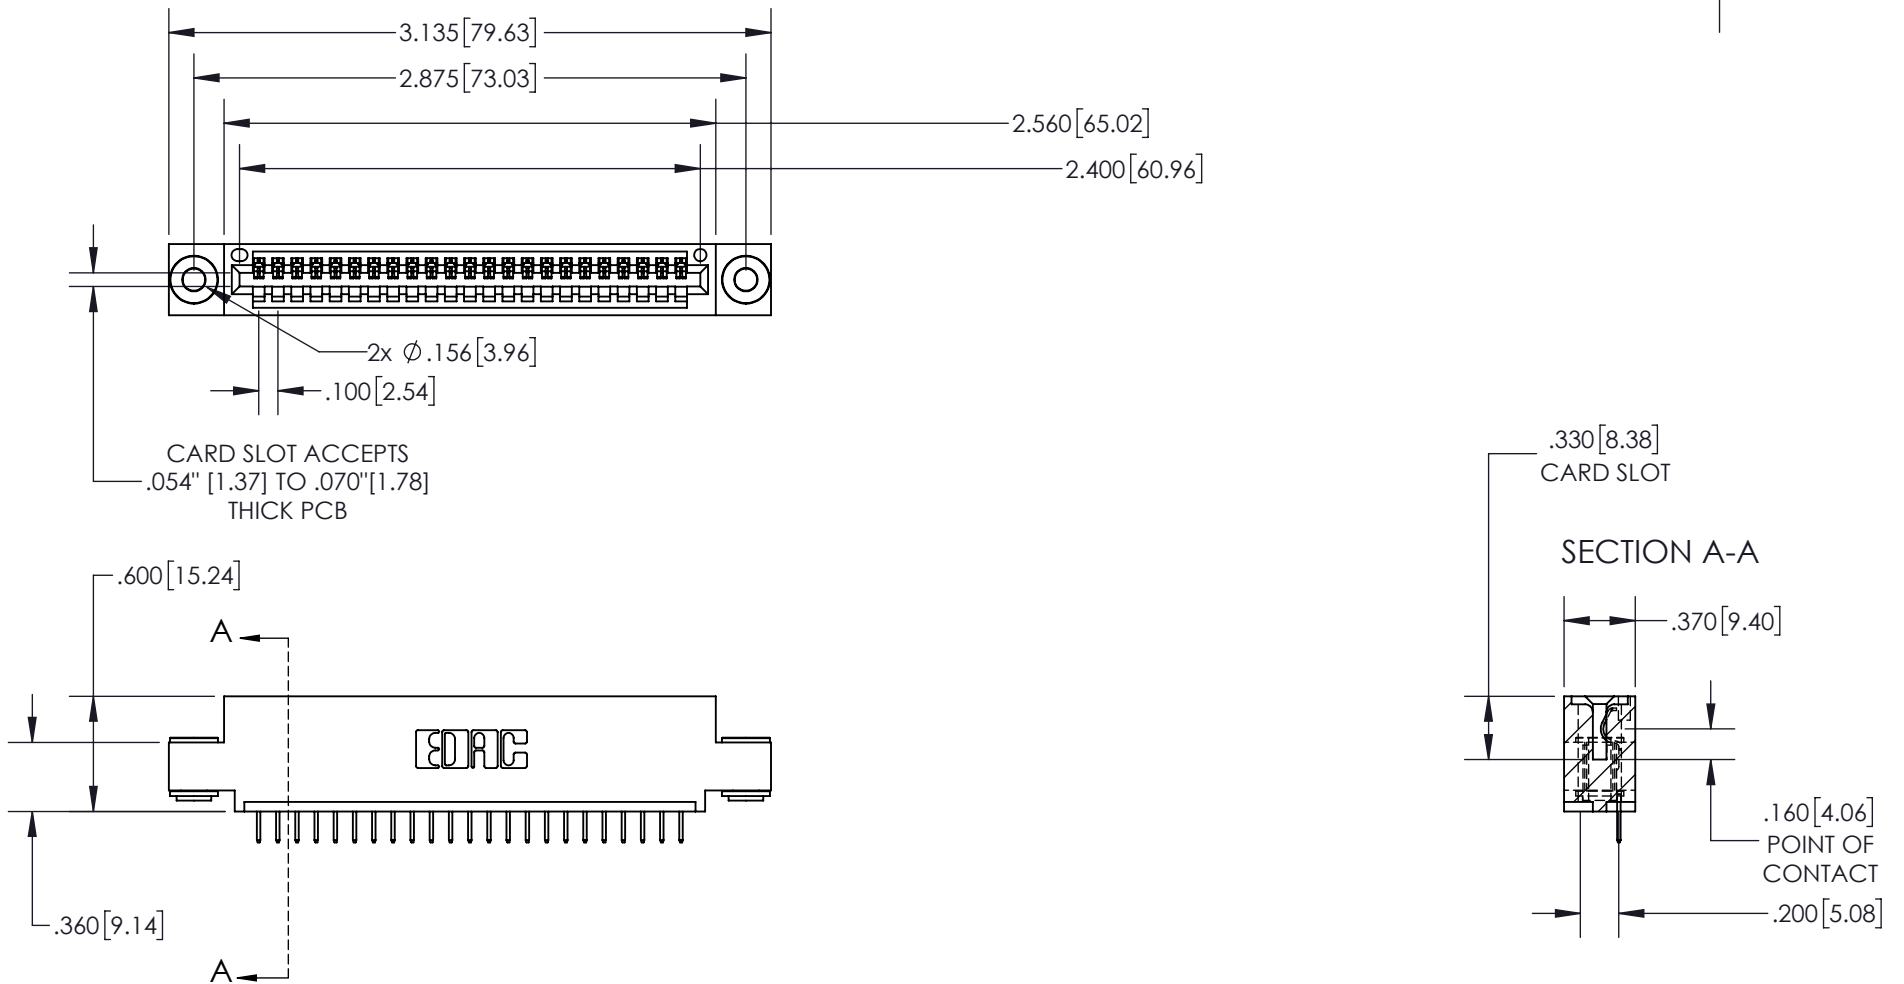 3.135[79.63]
2.875[73.03]
2.560[65.02]
2.400[60.96]
2x Ø.156[3.96]
.100[2.54]
CARD SLOT ACCEPTS
.054" [1.37] TO .070"[1.78]
THICK PCB
.330[8.38]
CARD SLOT
SECTION A-A
.600[15.24]
.370[9.40]
A
EDAC
.160[4.06]
POINT OF
CONTACT
.200[5.08]
.360[9.14]
A